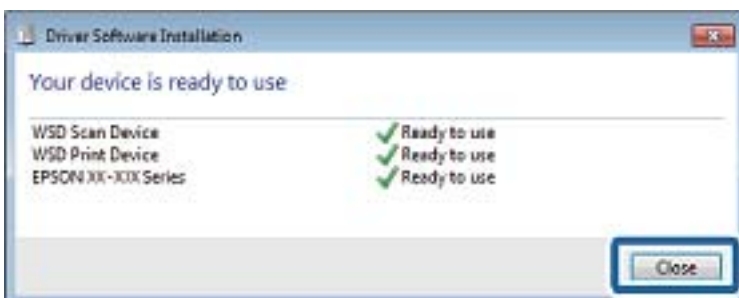 Driver Software Installation
Your device is ready to use
WSD Scan Device Ready to use
WSD Print Device Ready to use
EPSON XX-XXX Series Ready to use
Close